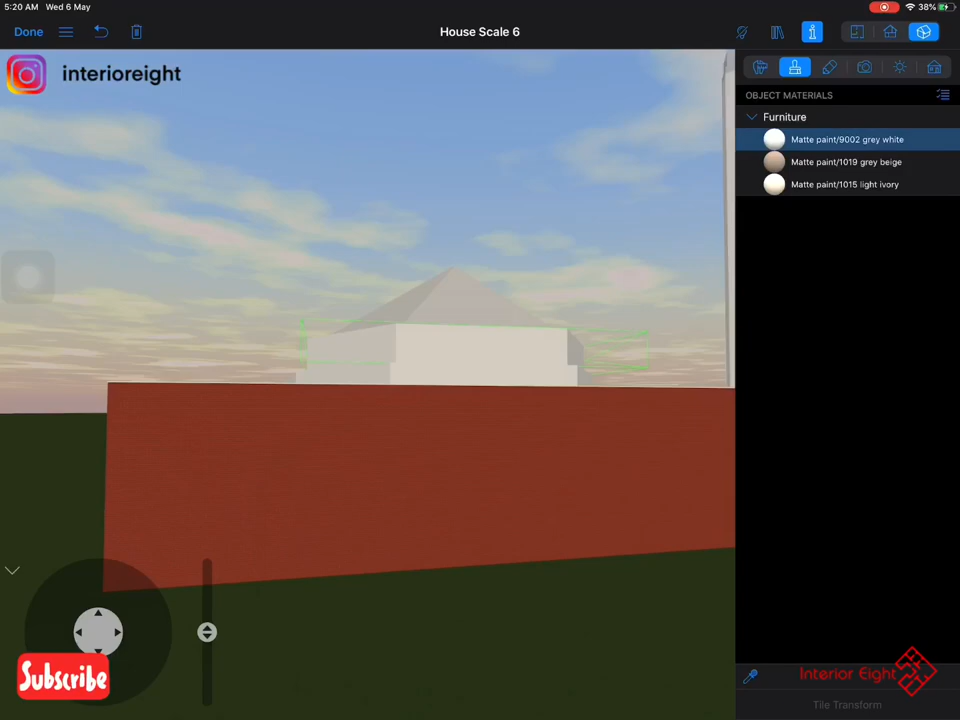 5:20 AM Wed 6 May
38%
Done
House Scale 6
interioreight
OBJECT MATERIALS
Furniture
Matte paint/9002 grey white
Matte paint/1019 grey beige
Matte paint/1015 light ivory
Subscribe
Interior Eight
Tile Transform